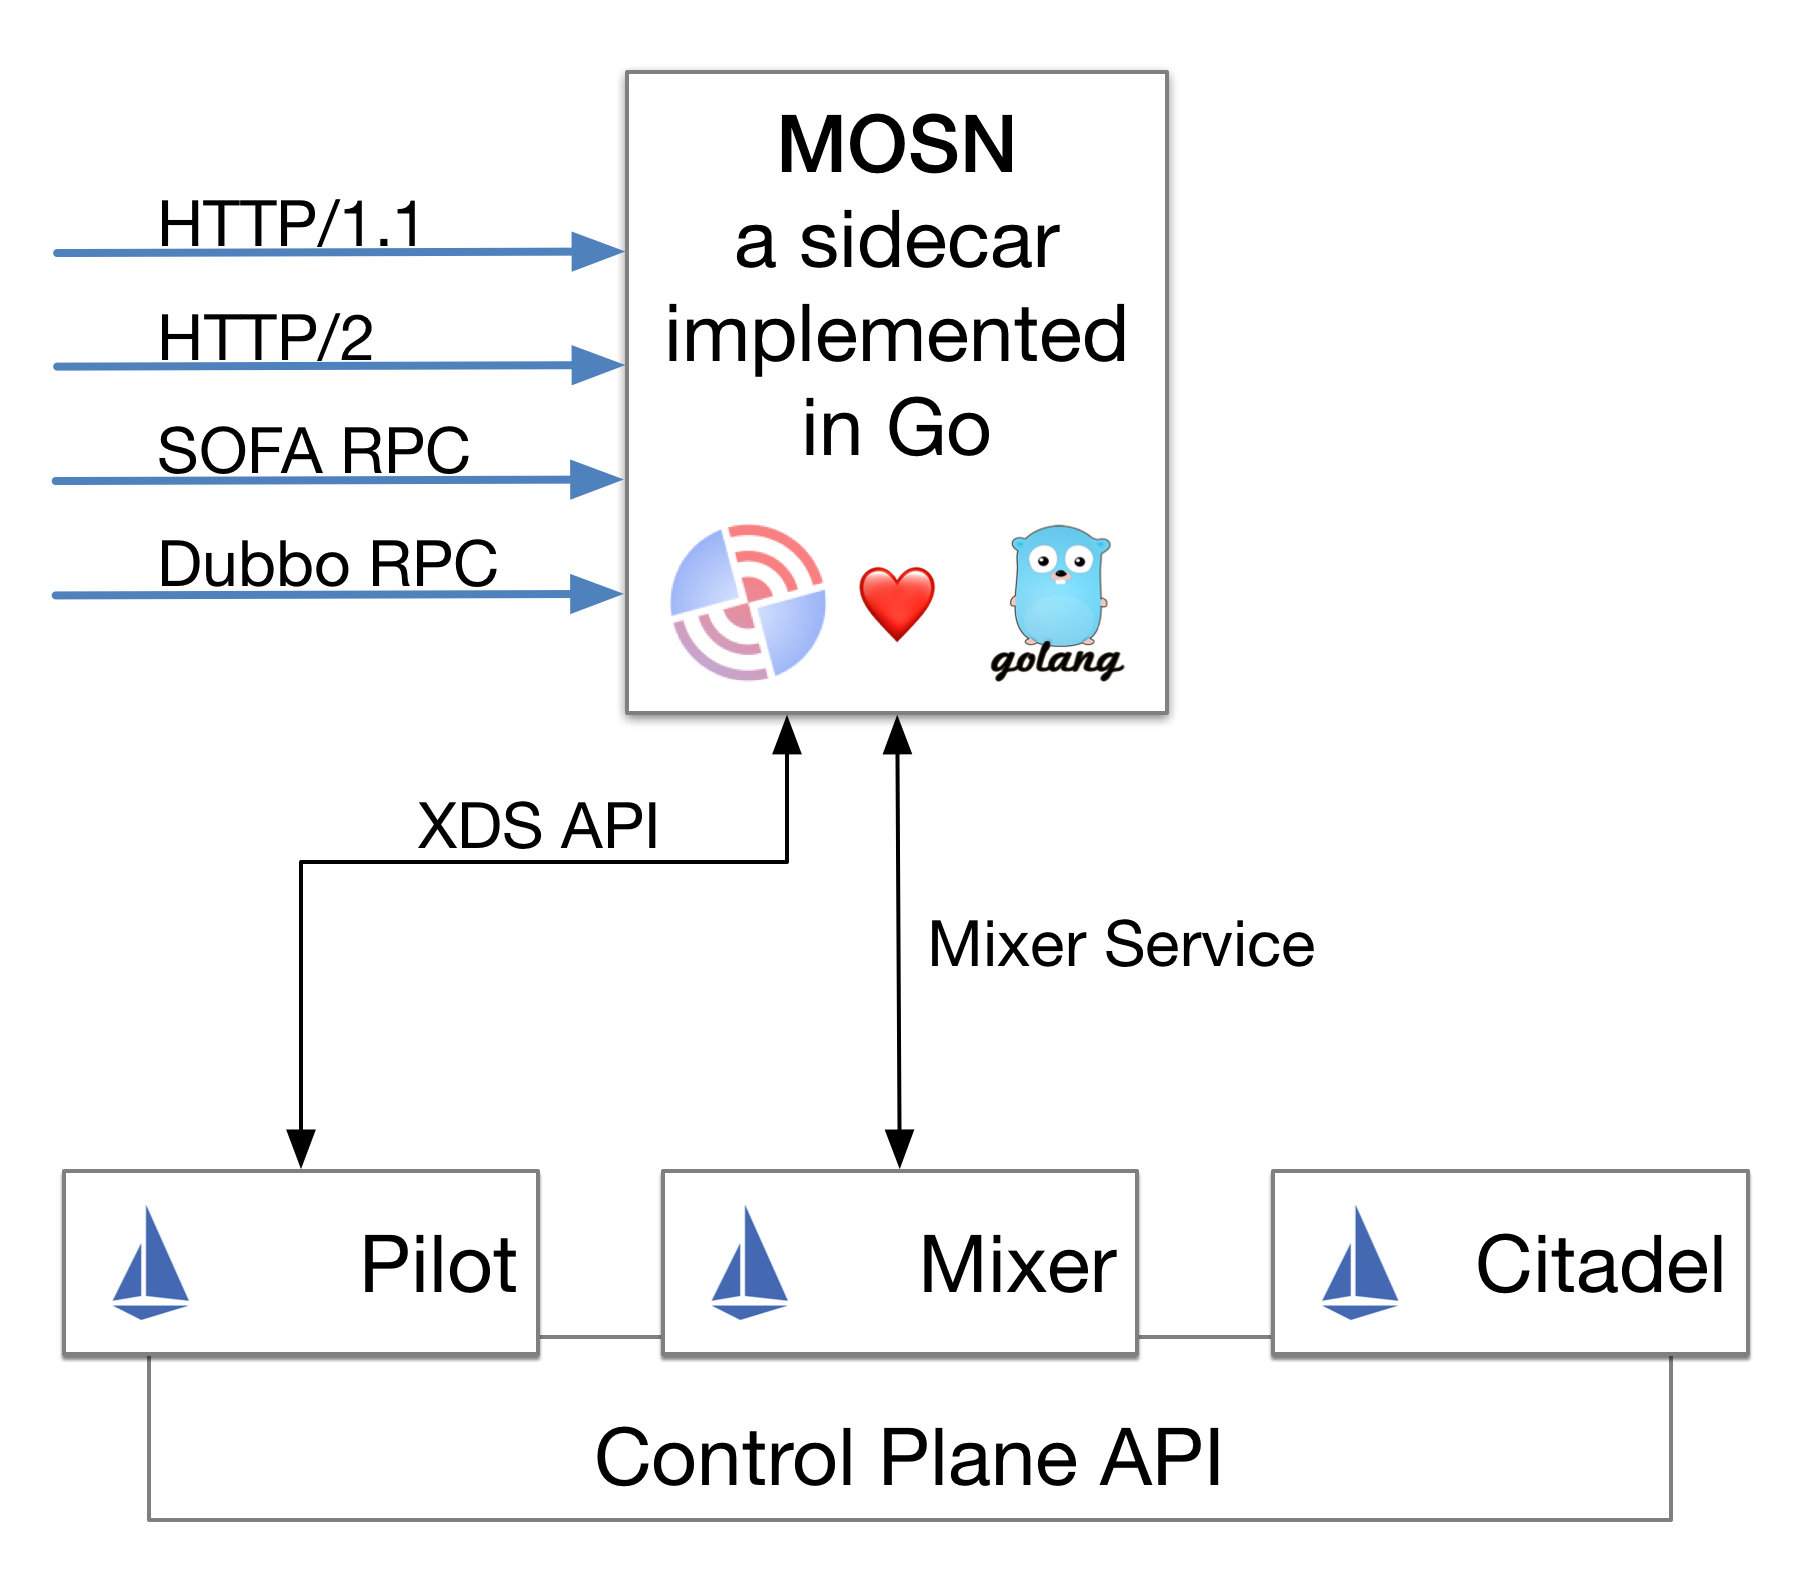 MOSN
a sidecar
implemented
in Go
HTTP/1.1
HTTP/2
SOFA RPC
Dubbo RPC
golang
XDS API
Mixer Service
Pilot
Mixer
Citadel
Control Plane API